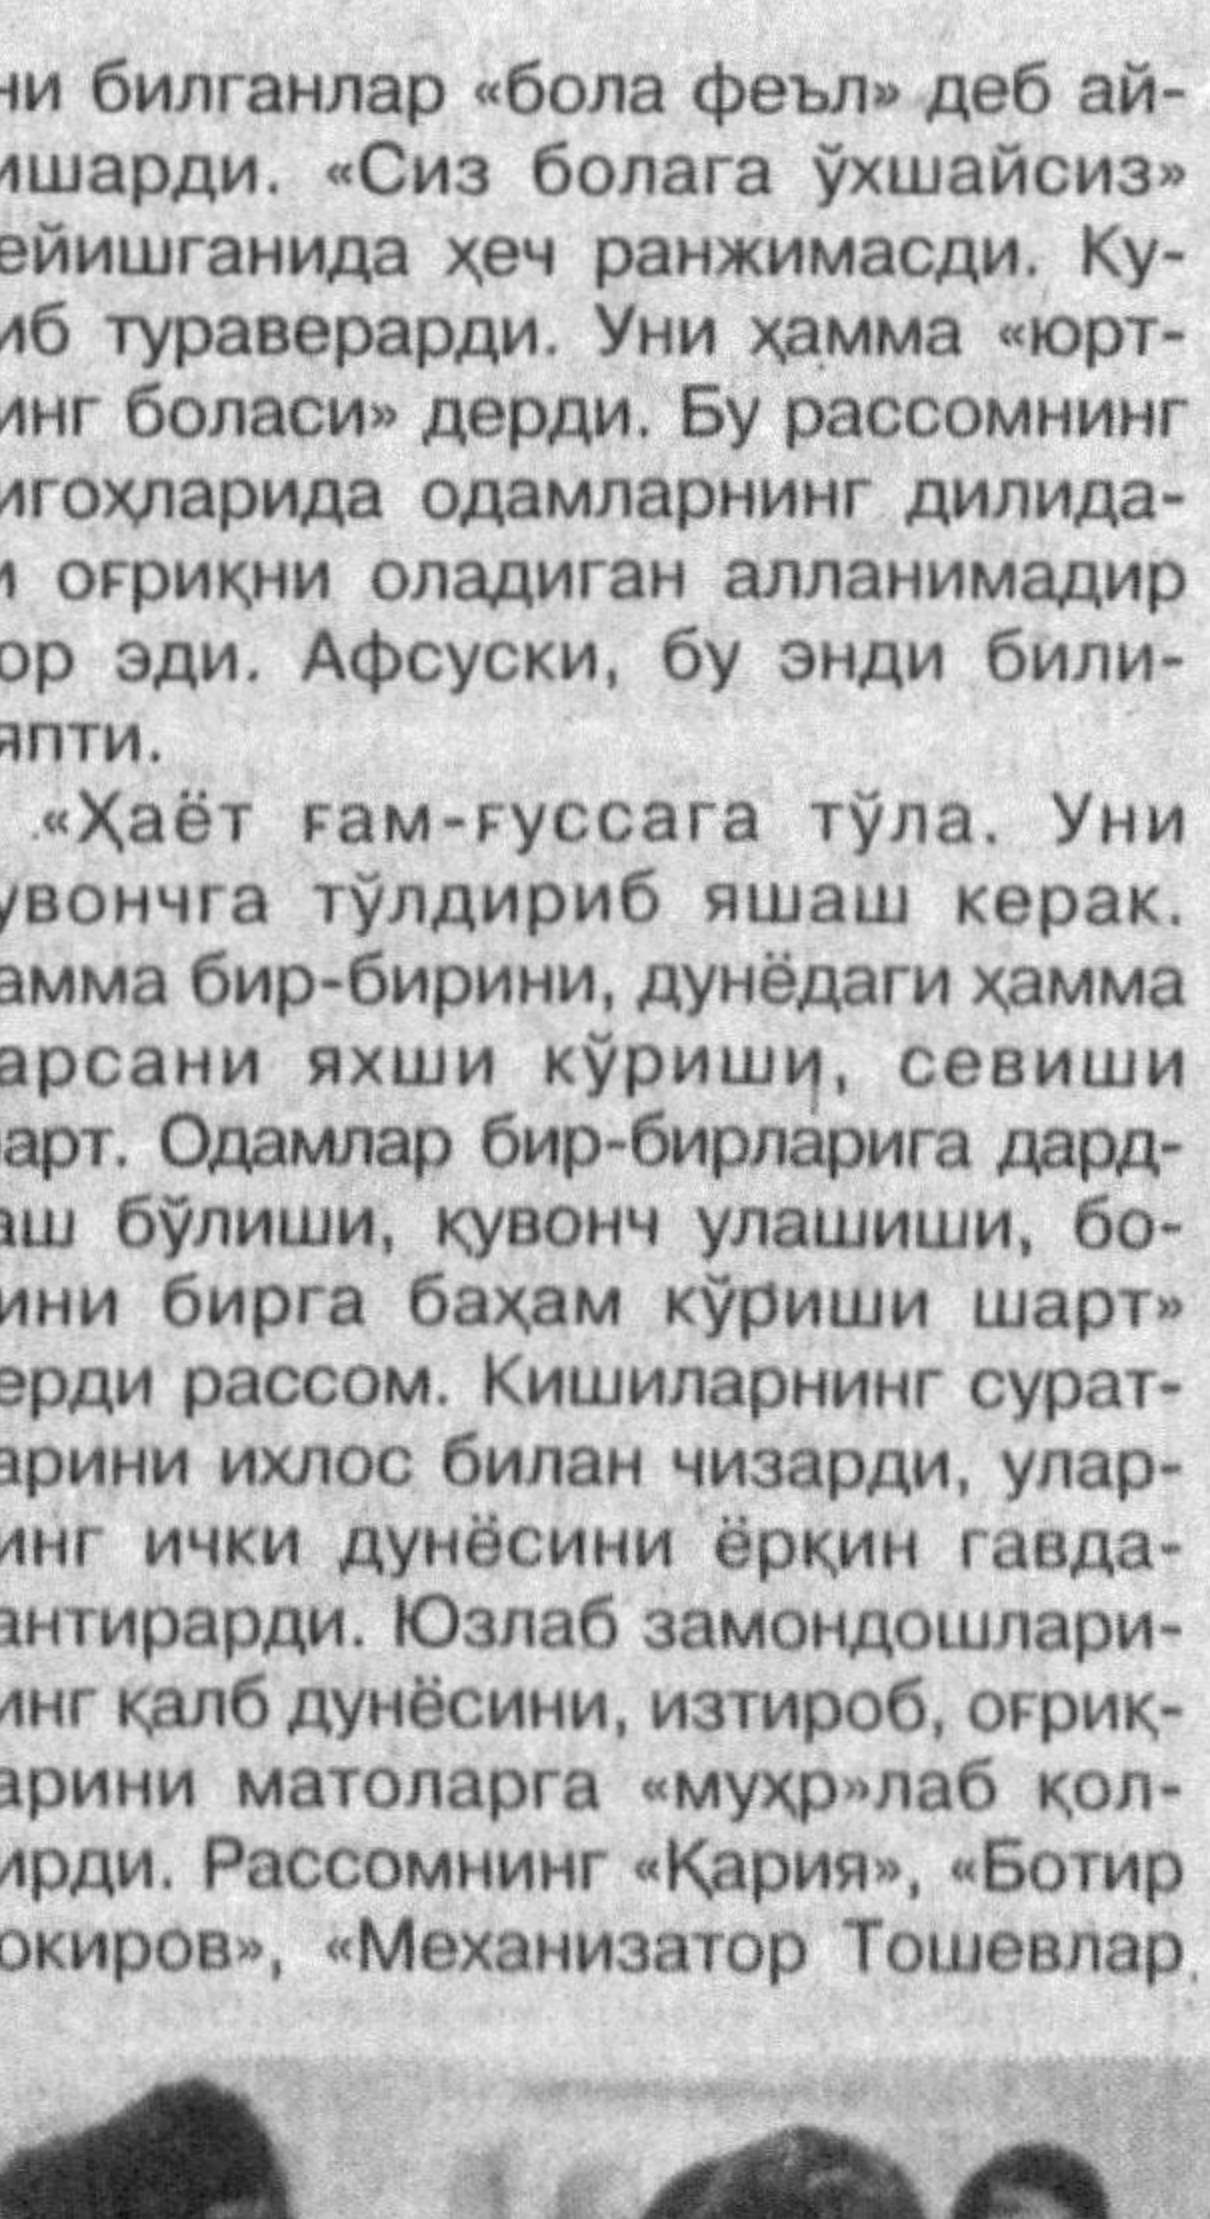 ни билганлар «бола феъл» деб ай-
ишарди. «Сиз болага ўхшайсиз»
ейишганида ҳеч ранжимасди. Ку-
иб тураверарди. Уни ҳамма «юрт-
инг боласи» дерди. Бу рассомнинг
игоҳларида одамларнинг дилида-
и оғриқни оладиган алланимадир
ор эди. Афсуски, бу энди били-
япти.
«Ҳаёт ғам-ғуссага тўла. Уни
увончга тўлдириб яшаш керак.
амма бир-бирини, дунёдаги ҳамма
арсани яхши кўриши, севиши
арт. Одамлар бир-бирларига дард-
аш бўлиши, қувонч улашиши, бо-
ини бирга баҳам кўриши шарт»
ерди рассом. Кишиларнинг сурат-
арини ихлос билан чизарди, улар-
инг ички дунёсини ёрқин гавда-
антирарди. Юзлаб замондошлари-
инг қалб дунёсини, изтироб, оғриқ-
арини матоларга «муҳр»лаб қол-
ирди. Рассомнинг «Қария», «Ботир
окиров», «Механизатор Тошевлар